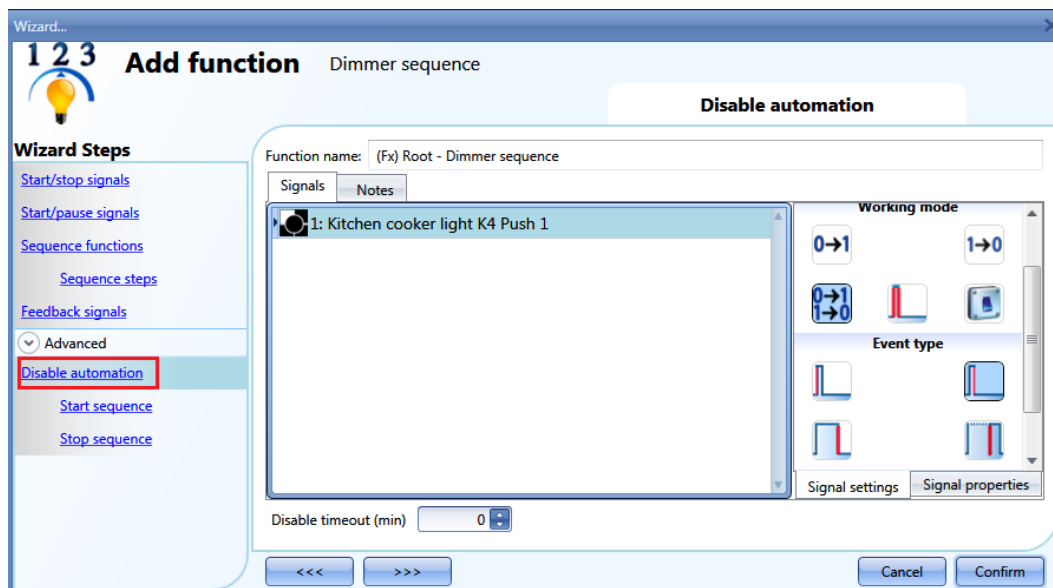 Wizard...
1 2 3
Add function Dimmer sequence
Disable automation
Wizard Steps
Start/stop signals
Start/pause signals
Sequence functions
Sequence steps
Feedback signals
Advanced
Disable automation
Start sequence
Stop sequence
Function name: (Fx) Root - Dimmer sequence
Signals Notes
1: Kitchen cooker light K4 Push 1
Working mode
0→1 1→0
0→1
1→0
Event type
Signal settings Signal properties
Disable timeout (min) 0
<<< >>> Cancel Confirm